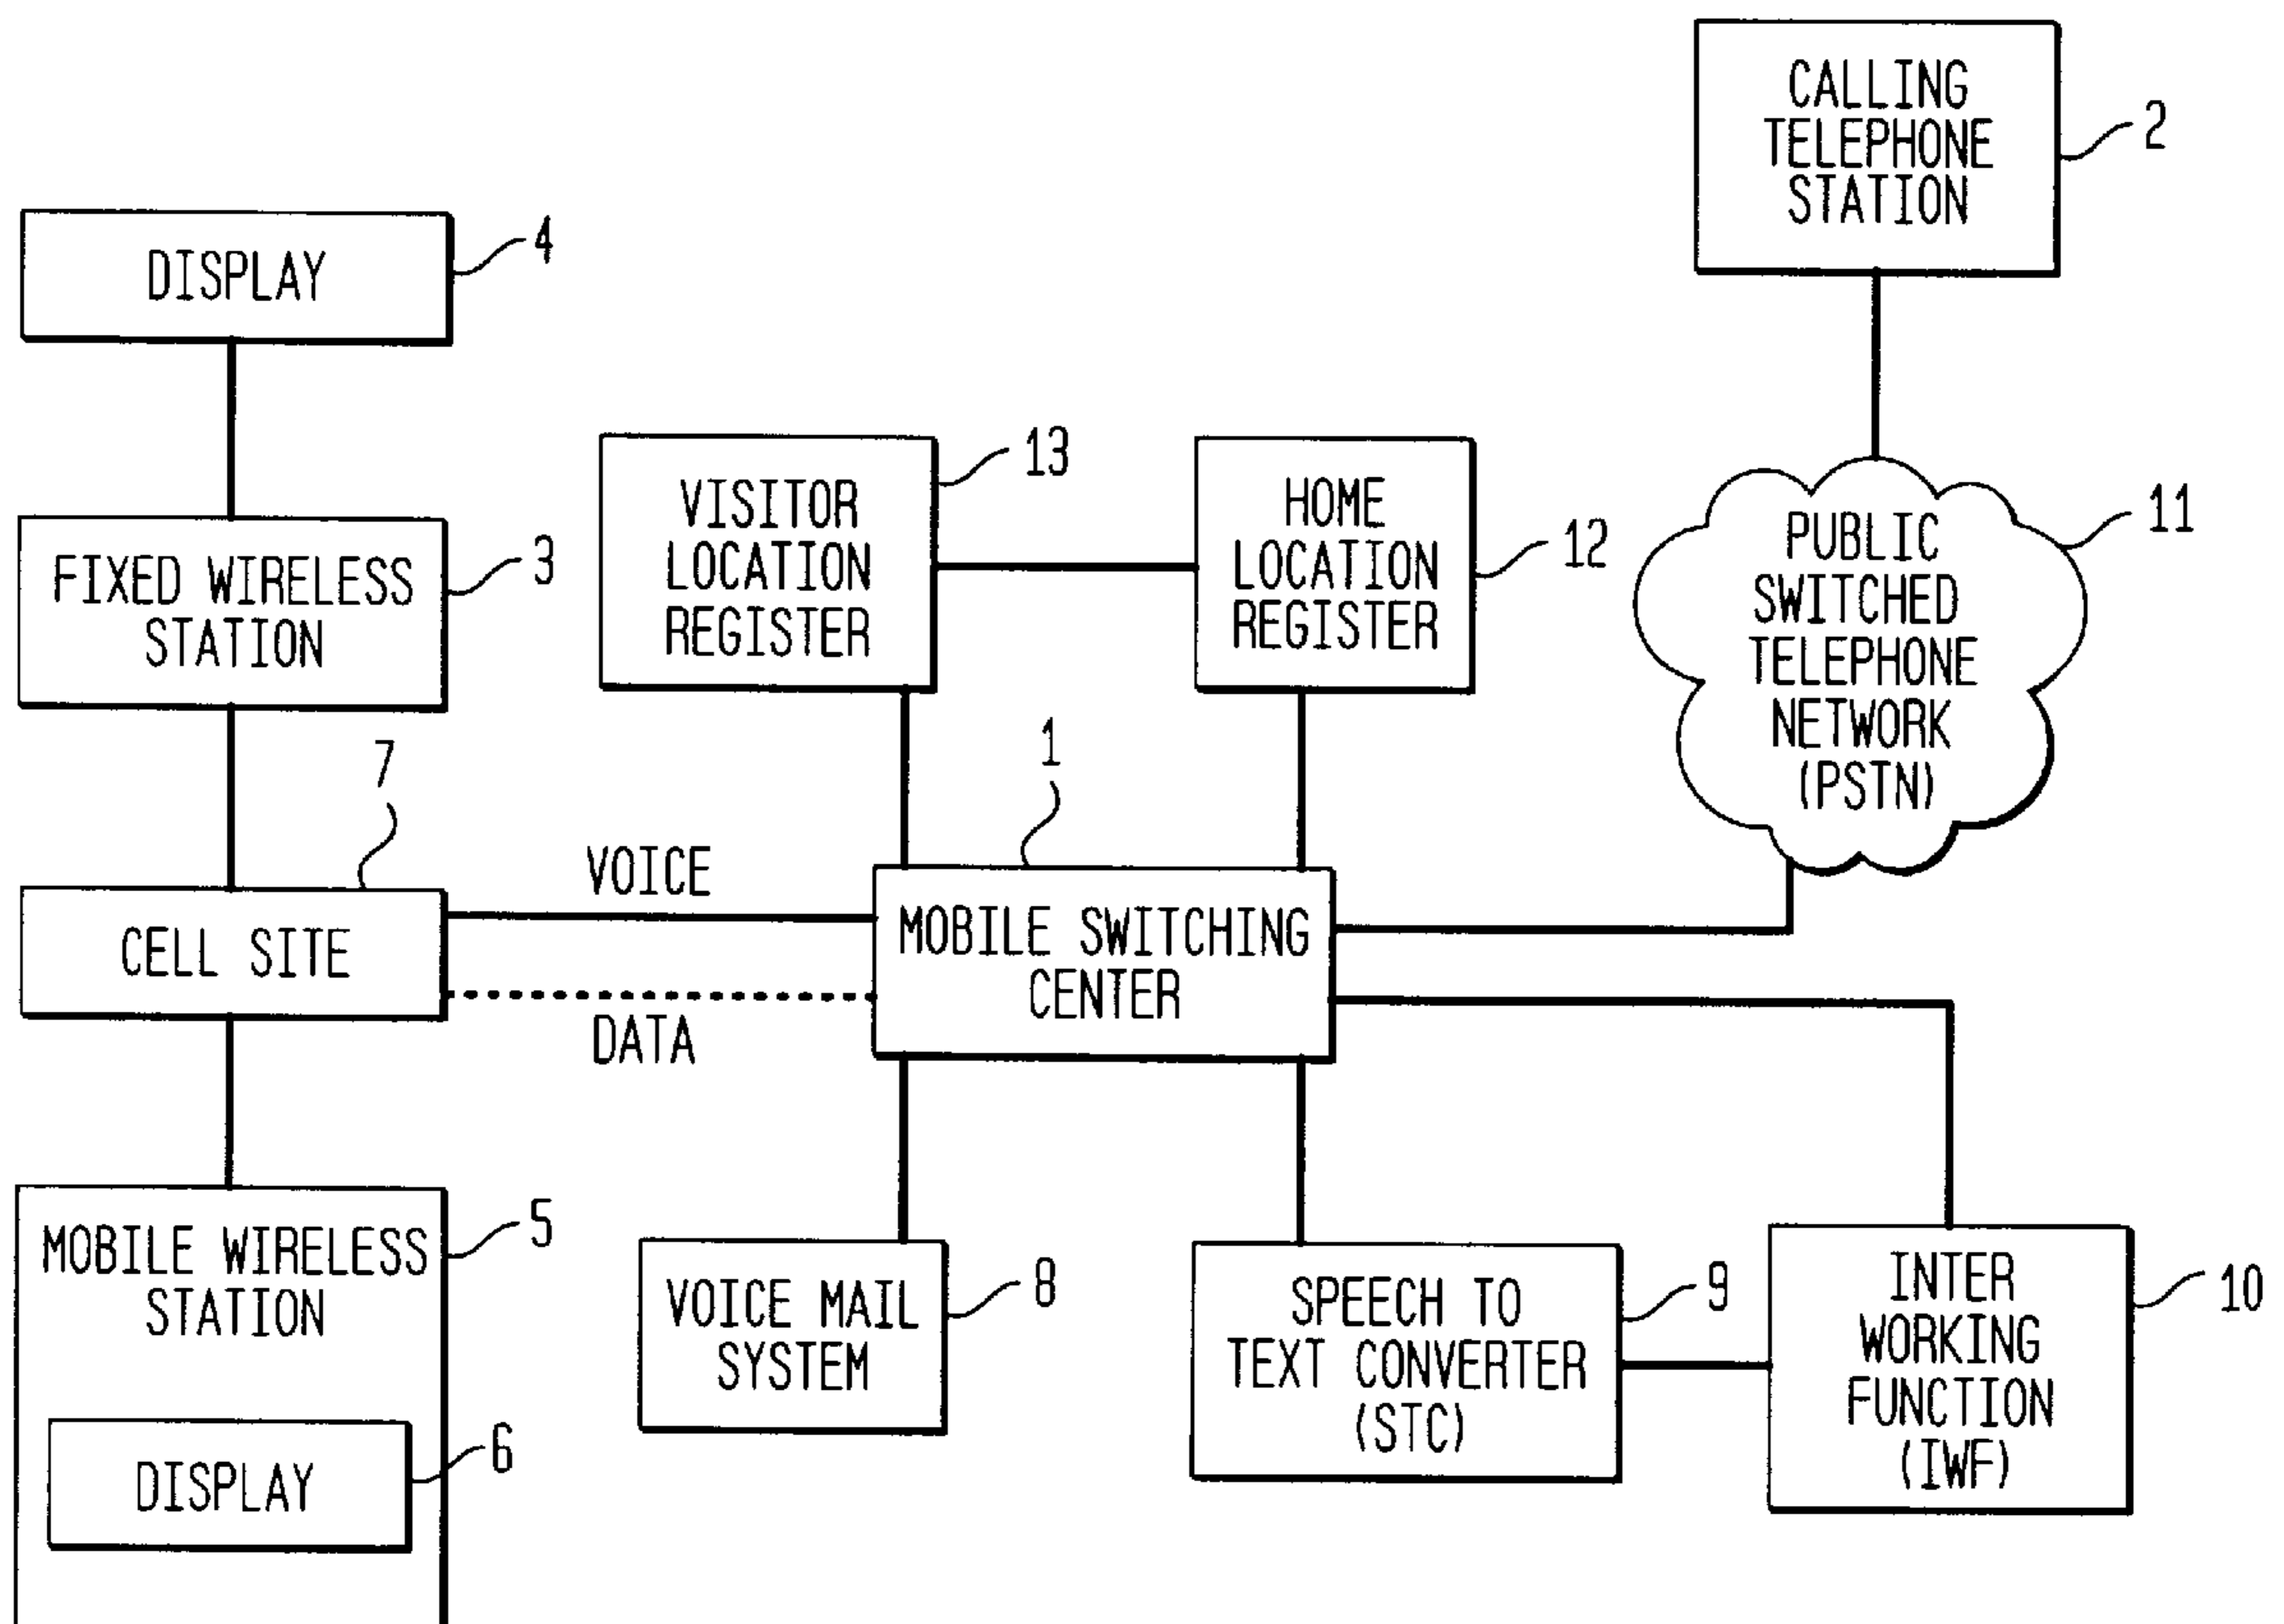 CALLING
TELEPHONE
STATION
2
DISPLAY
4
VISITOR
LOCATION
REGISTER
13
HOME
LOCATION
REGISTER
12
PUBLIC
SWITCHED
TELEPHONE
NETWORK
(PSTN)
11
FIXED WIRELESS
STATION
3
7
1
CELL SITE
VOICE
DATA
MOBILE SWITCHING
CENTER
MOBILE WIRELESS
STATION
5
DISPLAY
6
VOICE MAIL
SYSTEM
8
SPEECH TO
TEXT CONVERTER
(STC)
9
INTER
WORKING
FUNCTION
(IWF)
10